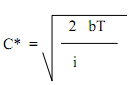 C* = √
2 bT
i